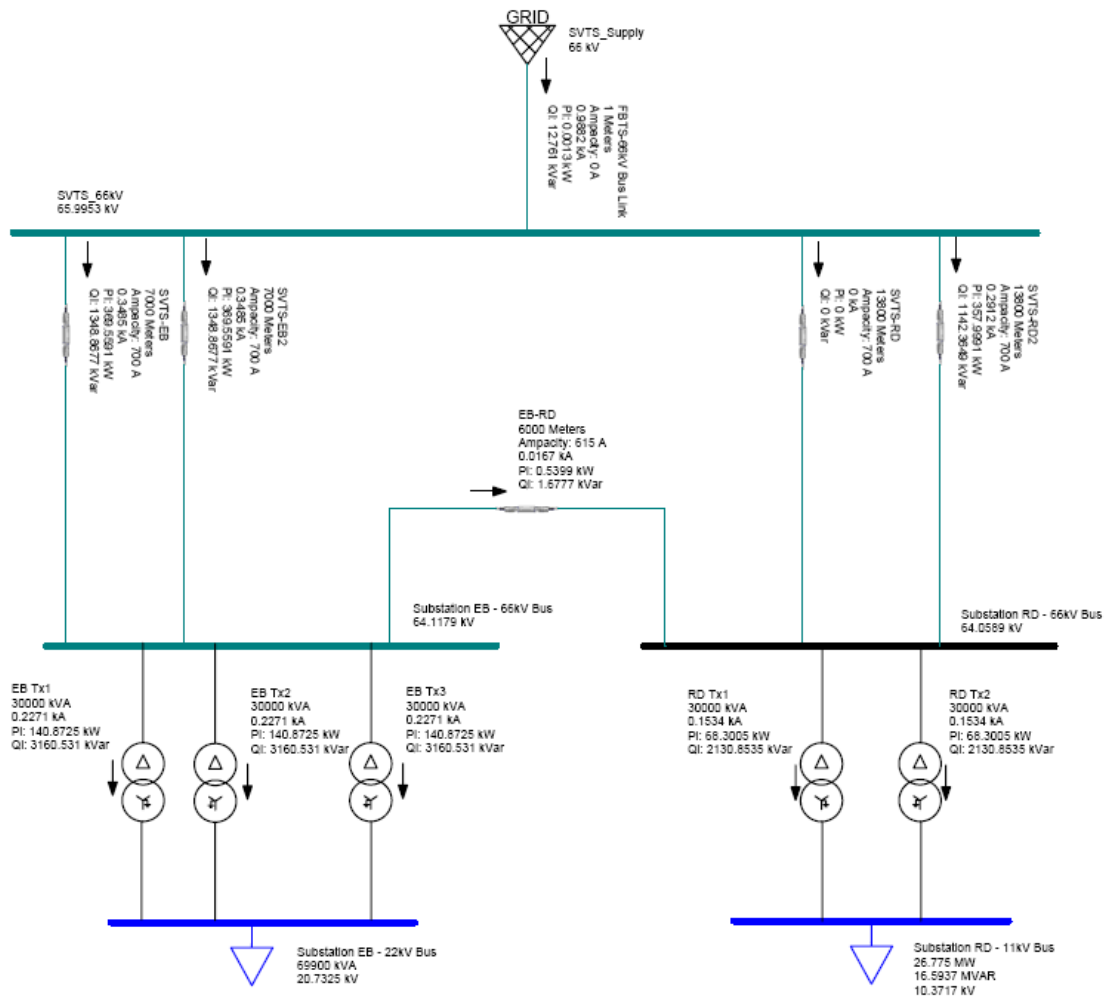 GRID
SVTS_Supply
66 kV
FBTS-66kV Bus Link
1 Meters
Ampacity: 0 A
0.9882 kA
Pl: 0.0013 kW
Ql: 12.761 kVar
SVTS_66kV
65.9953 kV
SVTS-EB
7000 Meters
Ampacity: 700 A
0.3485 kA
Pl: 369.5591 kW
Ql: 1348.8677 kVar
SVTS-EB2
7000 Meters
Ampacity: 700 A
0.3485 kA
Pl: 369.5591 kW
Ql: 1348.8677 kVar
SVTS-RD
13800 Meters
Ampacity: 700 A
0 kA
Pl: 0 kW
Ql: 0 kVar
SVTS-RD2
13800 Meters
Ampacity: 700 A
0.2912 kA
Pl: 357.9991 kW
Ql: 1142.3649 kVar
EB-RD
6000 Meters
Ampacity: 615 A
0.0167 kA
Pl: 0.5399 kW
Ql: 1.6777 kVar
Substation EB - 66kV Bus
64.1179 kV
Substation RD - 66kV Bus
64.0589 kV
EB Tx1
30000 kVA
0.2271 kA
Pl: 140.8725 kW
Ql: 3160.531 kVar
EB Tx2
30000 kVA
0.2271 kA
Pl: 140.8725 kW
Ql: 3160.531 kVar
EB Tx3
30000 kVA
0.2271 kA
Pl: 140.8725 kW
Ql: 3160.531 kVar
RD Tx1
30000 kVA
0.1534 kA
Pl: 68.3005 kW
Ql: 2130.8535 kVar
RD Tx2
30000 kVA
0.1534 kA
Pl: 68.3005 kW
Ql: 2130.8535 kVar
Substation EB - 22kV Bus
69900 kVA
20.7325 kV
Substation RD - 11kV Bus
26.775 MW
16.5937 MVAR
10.3717 kV